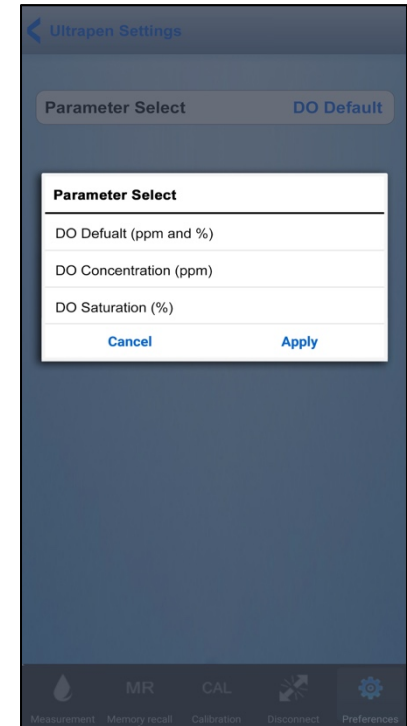 Ultrapen Settings
Parameter Select DO Default
Parameter Select
DO Defualt (ppm and %)
DO Concentration (ppm)
DO Saturation (%)
Cancel Apply
MR CAL
Measurement Memory recall Calibration Disconnect Preferences